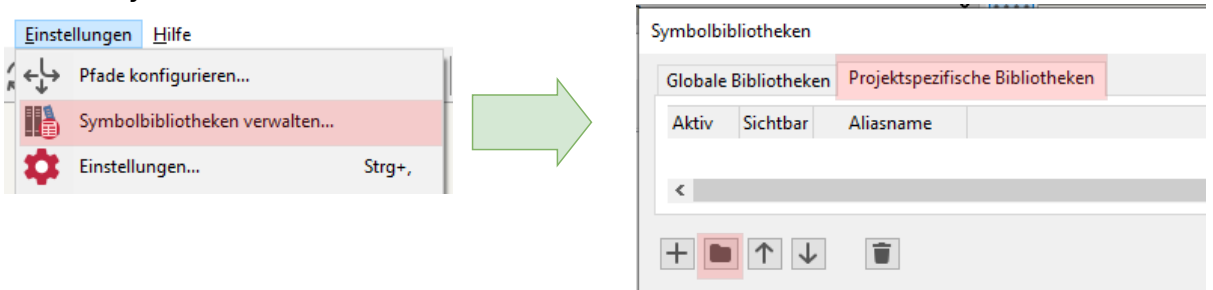 Einstellungen Hilfe
Pfade konfigurieren...
Symbolbibliotheken verwalten...
Einstellungen... Strg+,
Symbolbibliotheken
Globale Bibliotheken Projektspezifische Bibliotheken
Aktiv Sichtbar Aliasname